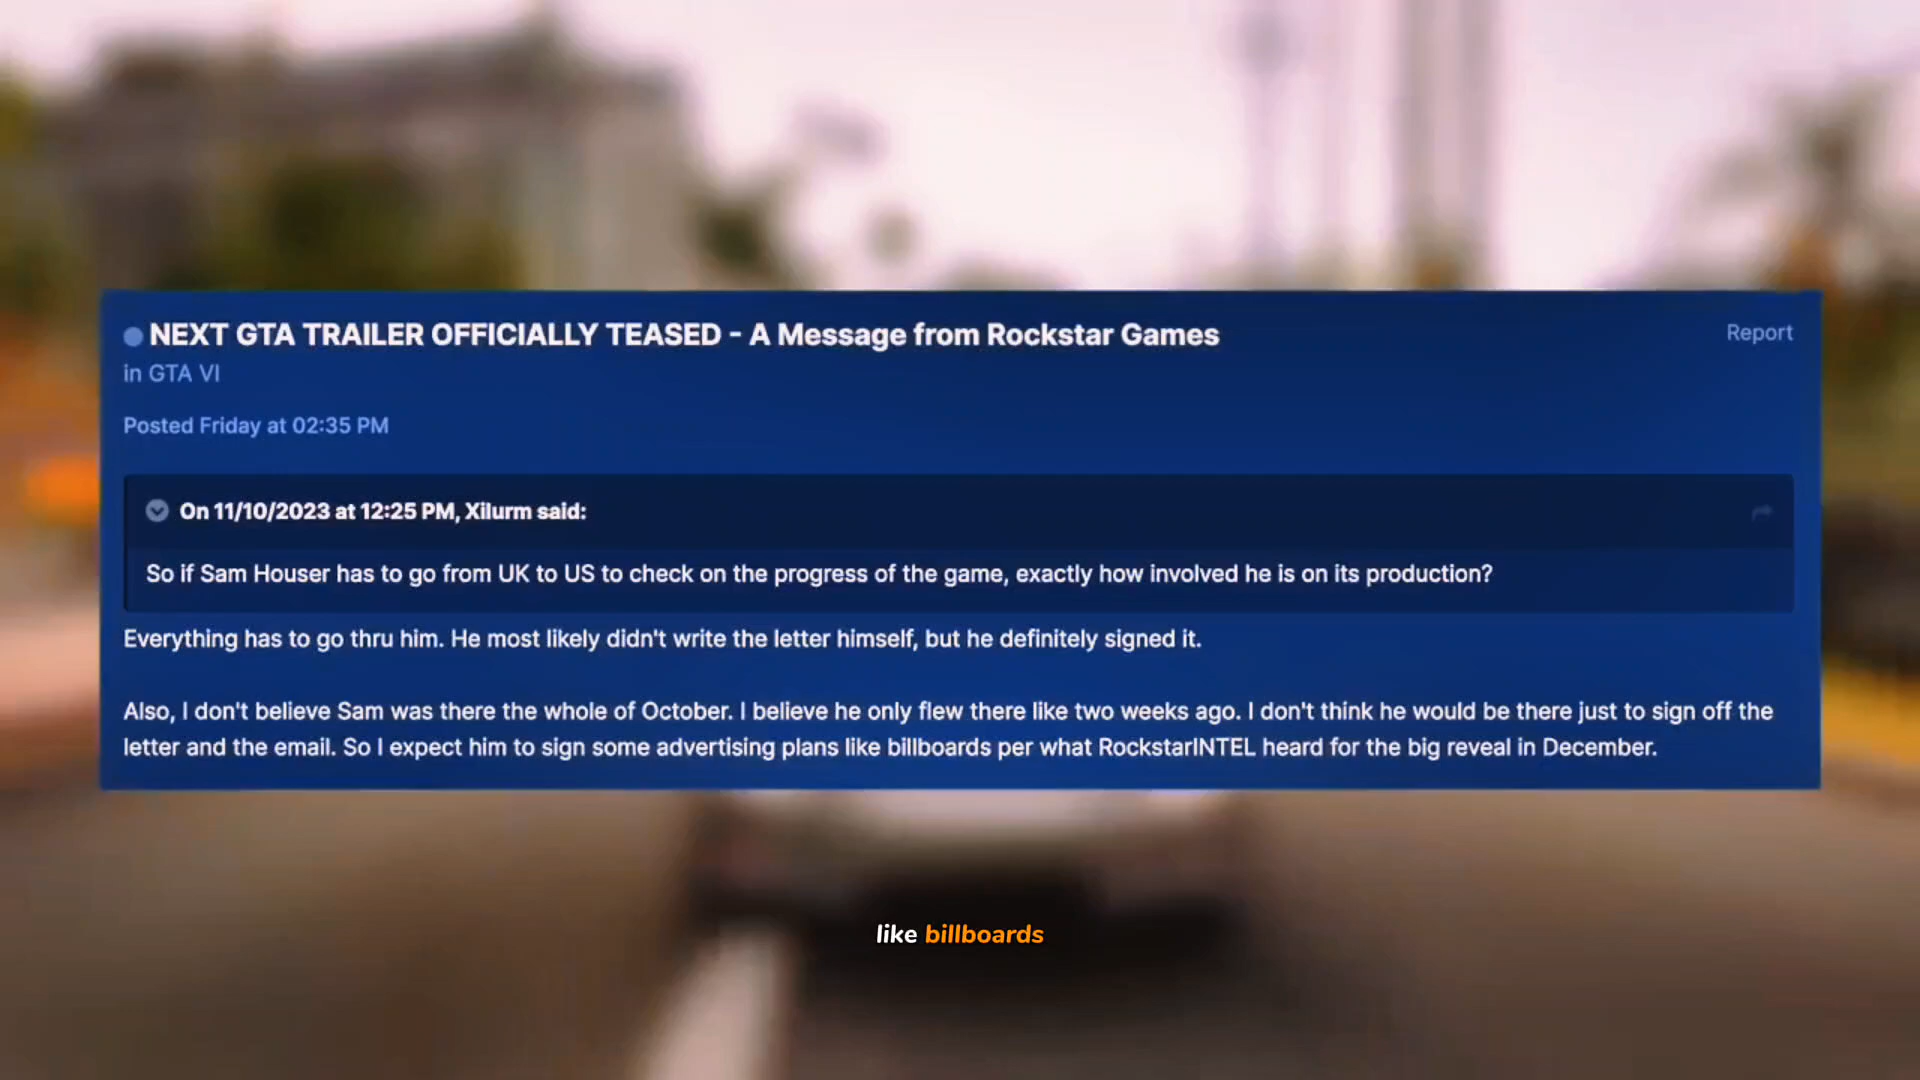 NEXT GTA TRAILER OFFICIALLY TEASED - A Message from Rockstar Games
Report
in GTA VI
Posted Friday at 02:35 PM
On 11/10/2023 at 12:25 PM, Xilurm said:
So if Sam Houser has to go from UK to US to check on the progress of the game, exactly how involved he is on its production?
Everything has to go thru him. He most likely didn't write the letter himself, but he definitely signed it.
Also, I don't believe Sam was there the whole of October. I believe he only flew there like two weeks ago. I don't think he would be there just to sign off the
letter and the email. So I expect him to sign some advertising plans like billboards per what RockstarINTEL heard for the big reveal in December.
like billboards